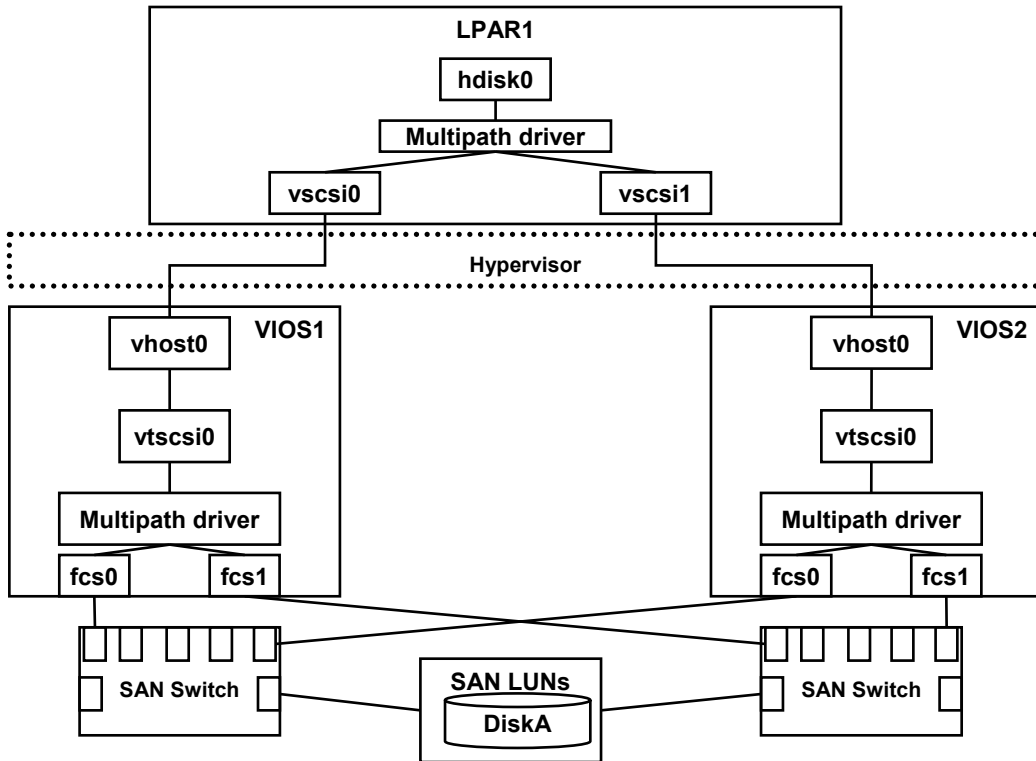 LPAR1
hdisk0
Multipath driver
vscsi0
vscsi1
Hypervisor
VIOS1
vhost0
vtscsi0
Multipath driver
fcs0
fcs1
VIOS2
vhost0
vtscsi0
Multipath driver
fcs0
fcs1
SAN Switch
SAN LUNs
DiskA
SAN Switch